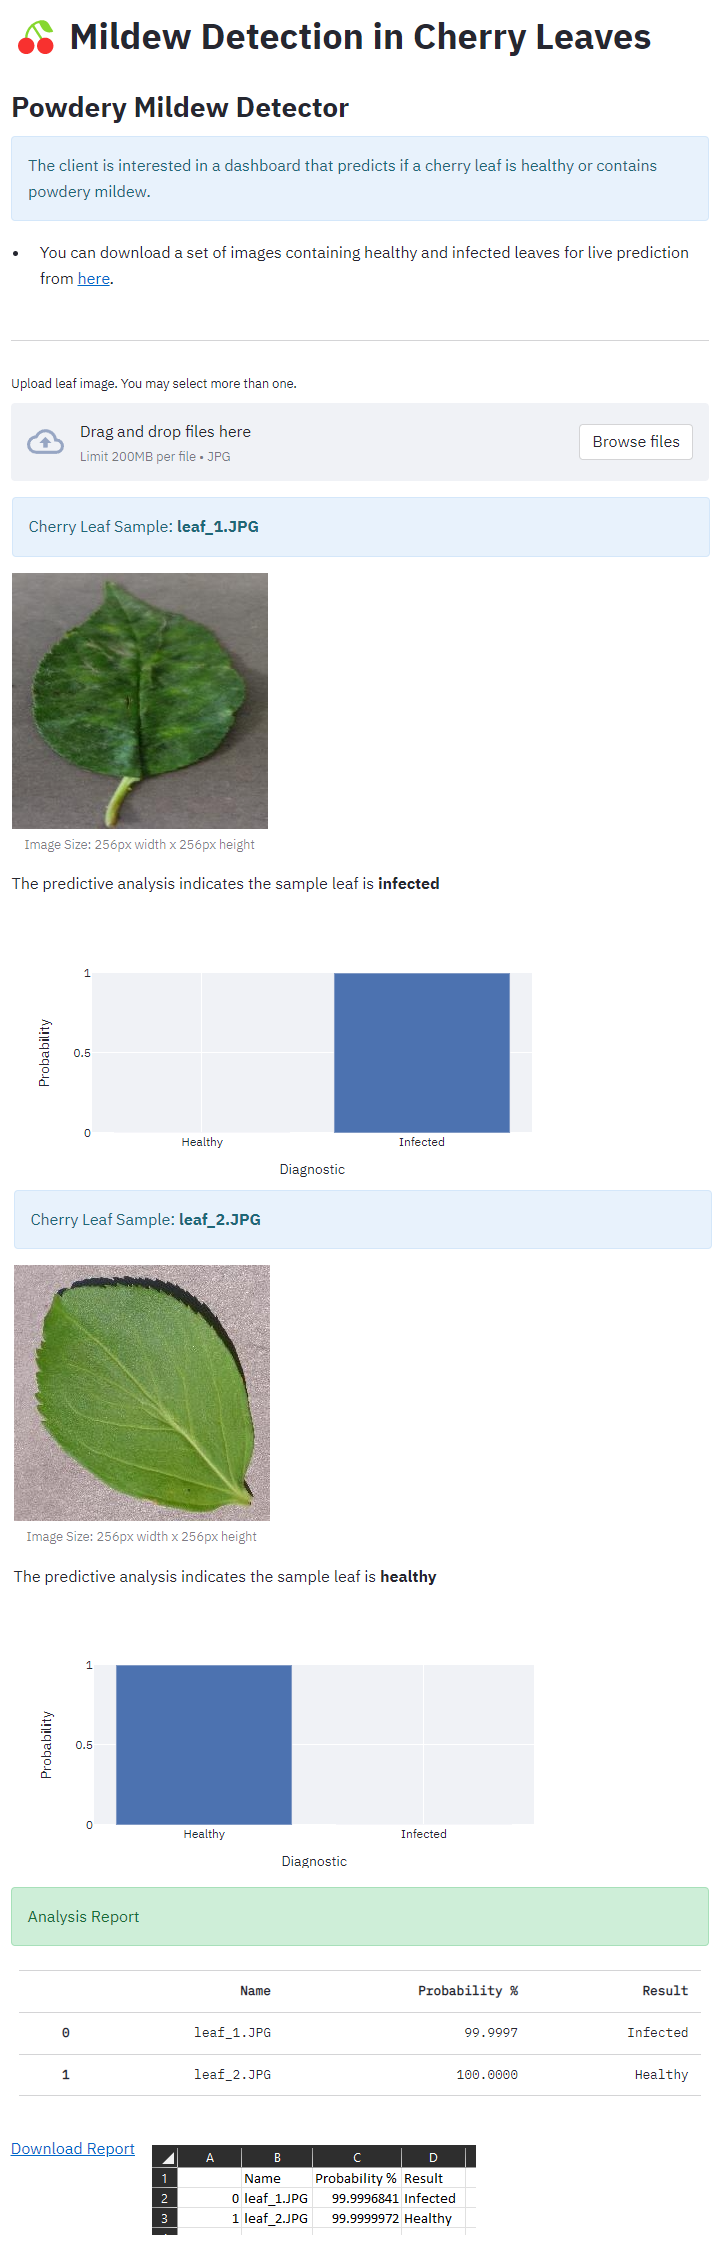 Mildew Detection in Cherry Leaves
Powdery Mildew Detector
The client is interested in a dashboard that predicts if a cherry leaf is healthy or contains
powdery mildew.
• You can download a set of images containing healthy and infected leaves for live prediction
from here.
Upload leaf image. You may select more than one.
Drag and drop files here
Limit 200MB per file • JPG
Browse files
Cherry Leaf Sample: leaf_1.JPG
Image Size: 256px width x 256px height
The predictive analysis indicates the sample leaf is infected
1
0.5
0
Probability
Healthy Infected
Diagnostic
Cherry Leaf Sample: leaf_2.JPG
Image Size: 256px width x 256px height
The predictive analysis indicates the sample leaf is healthy
1
0.5
0
Probability
Healthy Infected
Diagnostic
Analysis Report
Name Probability % Result
0 leaf_1.JPG 99.9997 Infected
1 leaf_2.JPG 100.0000 Healthy
Download Report
A B C D
1 Name Probability % Result
2 0 leaf_1.JPG 99.9996841 Infected
3 1 leaf_2.JPG 99.9999972 Healthy